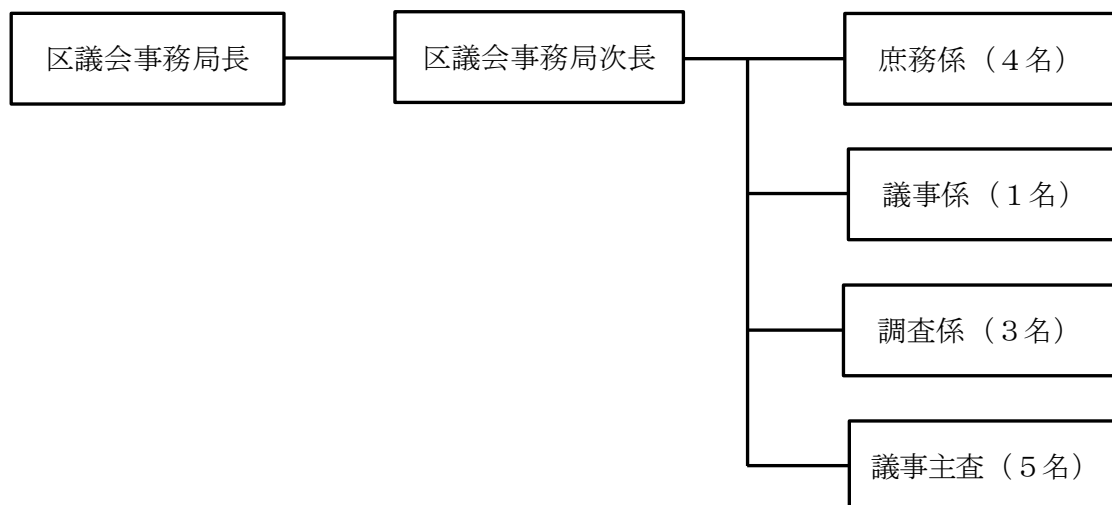 区議会事務局長
区議会事務局次長
庶務係（４名）
議事係（１名）
調査係（３名）
議事主査（５名）